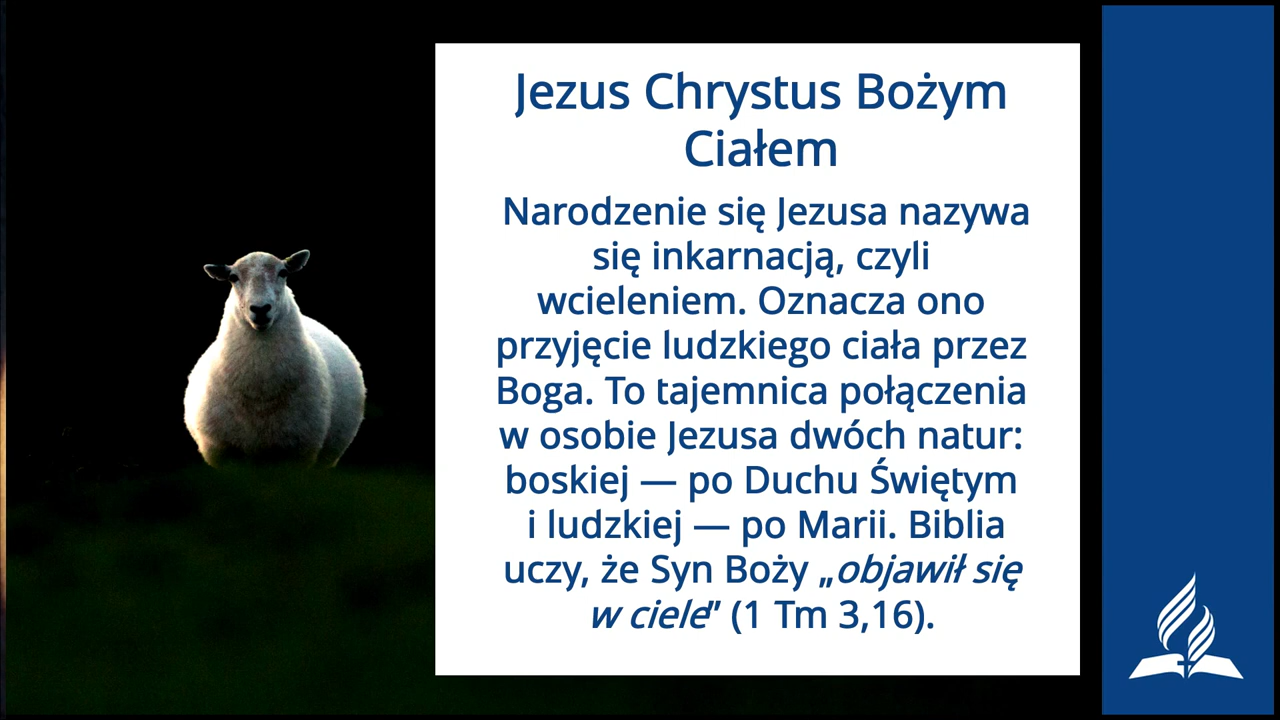 Jezus Chrystus Bożym
Ciałem
Narodzenie się Jezusa nazywa
się inkarnacją, czyli
wcieleniem. Oznacza ono
przyjęcie ludzkiego ciała przez
Boga. To tajemnica połączenia
w osobie Jezusa dwóch natur:
boskiej — po Duchu Świętym
i ludzkiej — po Marii. Biblia
uczy, że Syn Boży „objawił się
w ciele” (1 Tm 3,16).